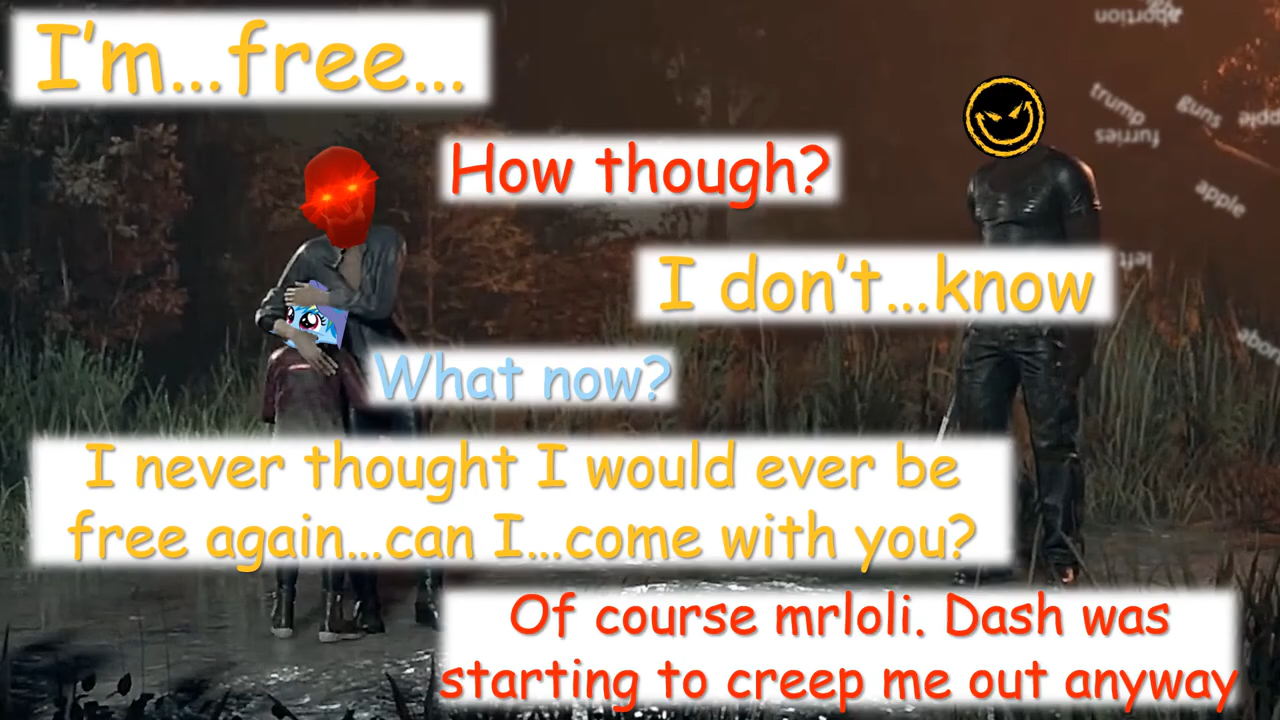 I'm...free...
How though?
I don't...know
What now?
I never thought I would ever be
free again...can I...come with you?
Of course mrloli. Dash was
starting to creep me out anyway
abortion
trump
guns
apple
furries
apple
left